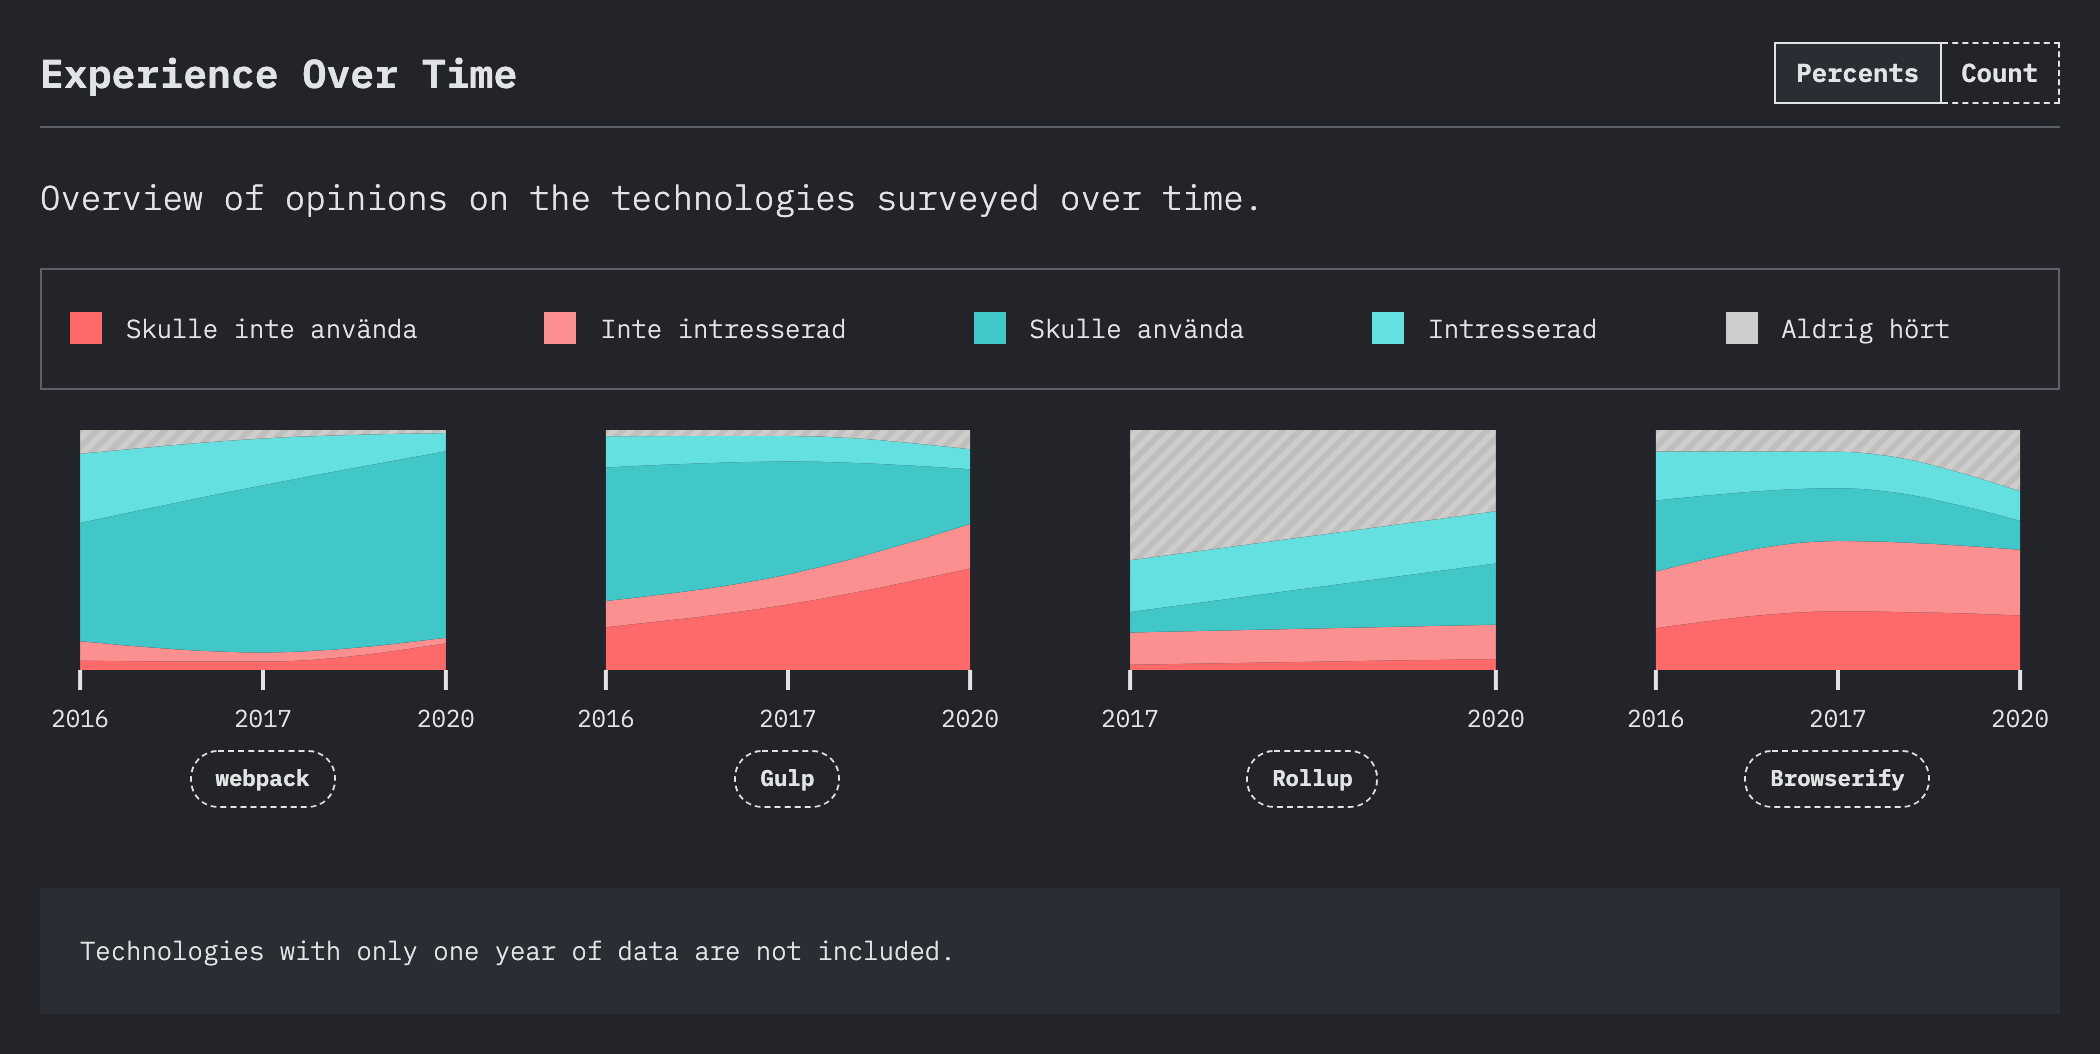 Experience Over Time
Percents Count
Overview of opinions on the technologies surveyed over time.
Skulle inte använda Inte intresserad Skulle använda Intresserad Aldrig hört
2016 2017 2020 2016 2017 2020 2017 2020 2016 2017 2020
webpack Gulp Rollup Browserify
Technologies with only one year of data are not included.